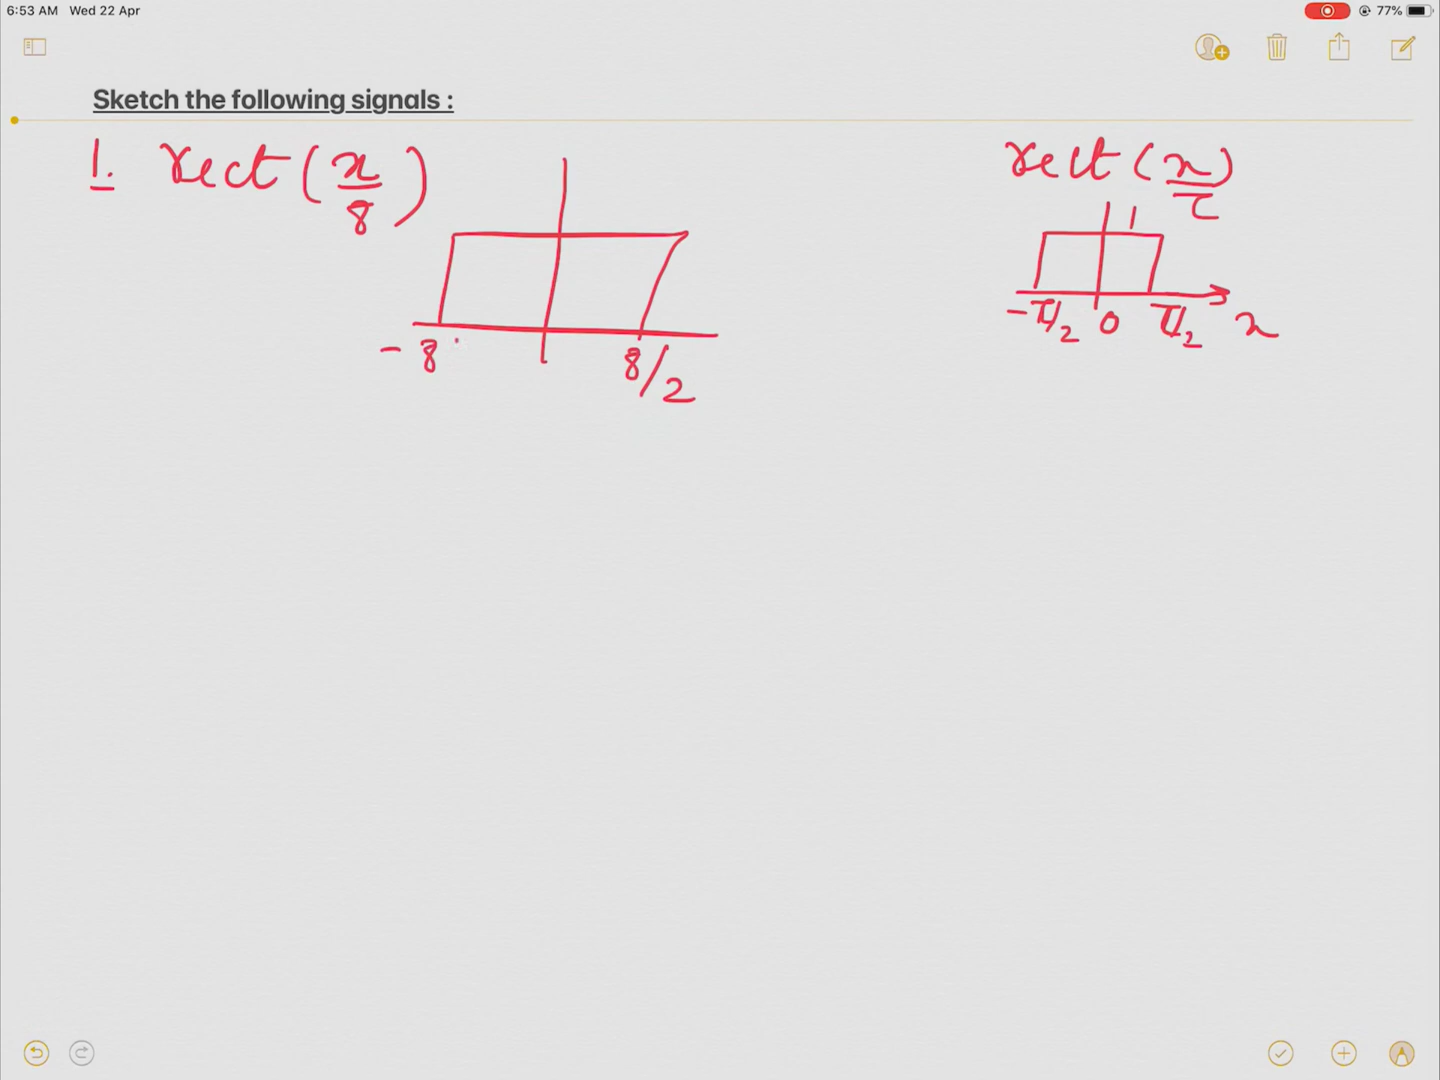 6:53 AM Wed 22 Apr
77%
Sketch the following signals :
1. rect(x/8)
- 8
8/2
rect(x/τ)
1
-τ/2 0 τ/2 x